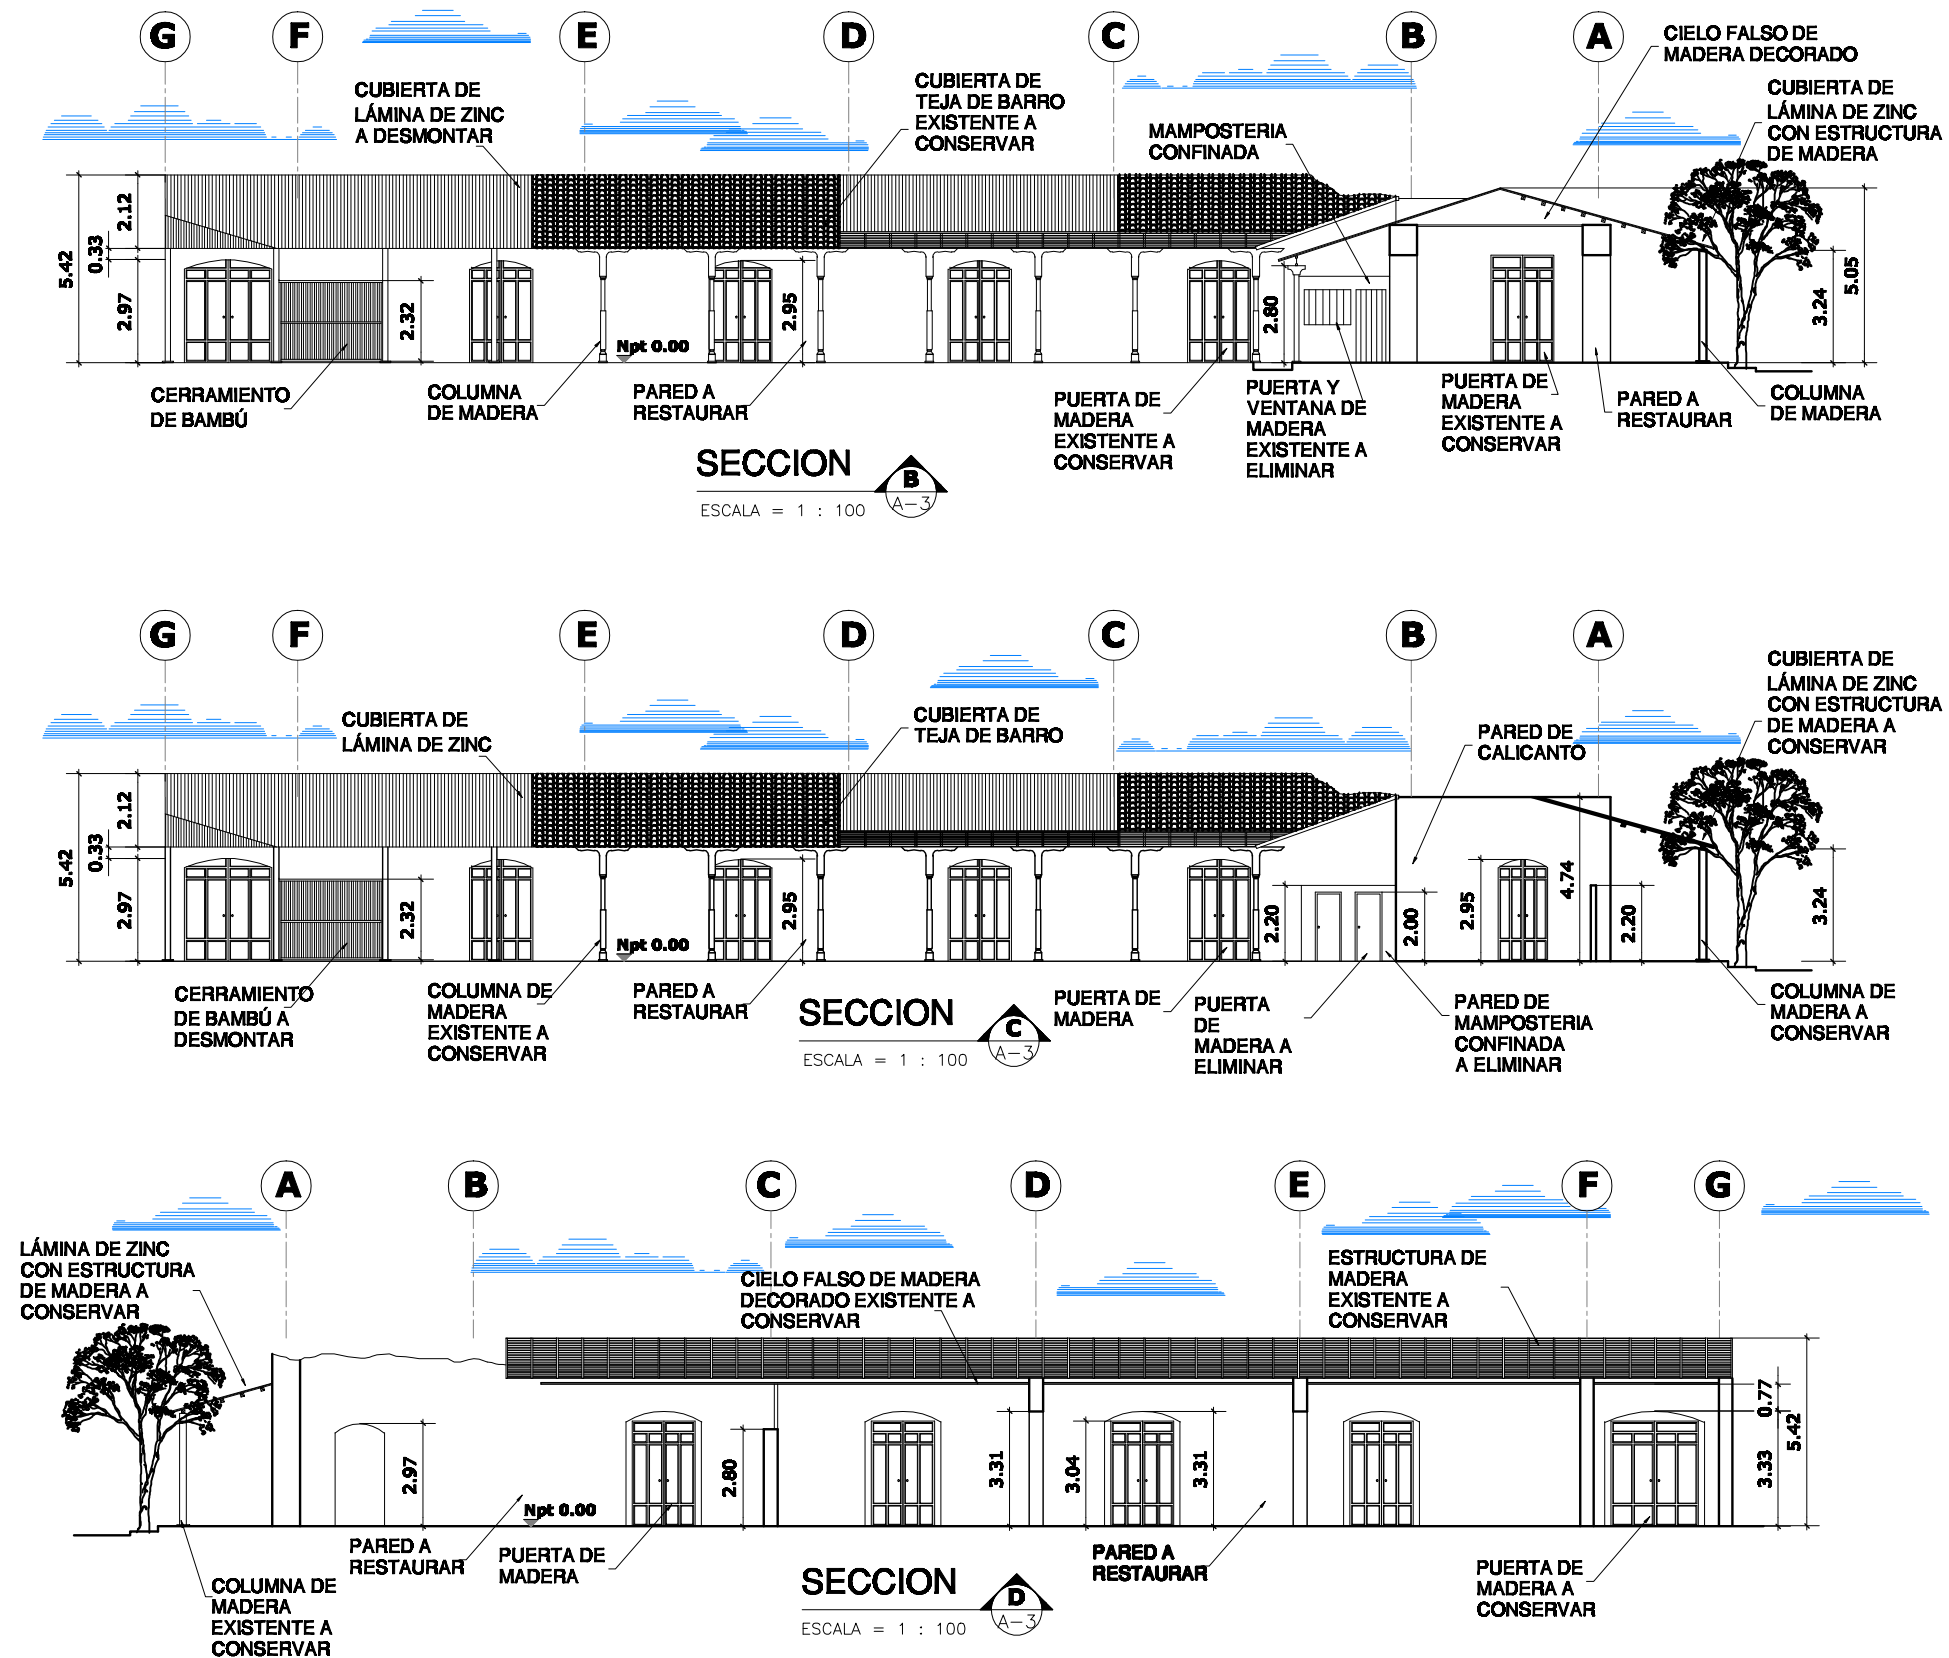 G F E D C B A
CIELO FALSO DE
MADERA DECORADO
CUBIERTA DE
LÁMINA DE ZINC
A DESMONTAR
CUBIERTA DE
TEJA DE BARRO
EXISTENTE A
CONSERVAR
MAMPOSTERIA
CONFINADA
CUBIERTA DE
LÁMINA DE ZINC
CON ESTRUCTURA
DE MADERA
5.42
2.12
0.33
2.97
2.32
2.95
2.80
3.24
5.05
Npt 0.00
CERRAMIENTO
DE BAMBÚ
COLUMNA
DE MADERA
PARED A
RESTAURAR
PUERTA DE
MADERA
EXISTENTE A
CONSERVAR
PUERTA Y
VENTANA DE
MADERA
EXISTENTE A
ELIMINAR
PUERTA DE
MADERA
EXISTENTE A
CONSERVAR
PARED A
RESTAURAR
COLUMNA
DE MADERA
SECCION
B
A-3
ESCALA = 1 : 100
G F E D C B A
CUBIERTA DE
LÁMINA DE ZINC
CUBIERTA DE
TEJA DE BARRO
PARED DE
CALICANTO
CUBIERTA DE
LÁMINA DE ZINC
CON ESTRUCTURA
DE MADERA A
CONSERVAR
5.42
2.12
0.33
2.97
2.32
2.95
2.20
2.00
2.95
4.74
2.20
3.24
Npt 0.00
CERRAMIENTO
DE BAMBÚ A
DESMONTAR
COLUMNA DE
MADERA
EXISTENTE A
CONSERVAR
PARED A
RESTAURAR
PUERTA DE
MADERA
PUERTA
DE
MADERA A
ELIMINAR
PARED DE
MAMPOSTERIA
CONFINADA
A ELIMINAR
COLUMNA DE
MADERA A
CONSERVAR
SECCION
C
A-3
ESCALA = 1 : 100
A B C D E F G
LÁMINA DE ZINC
CON ESTRUCTURA
DE MADERA A
CONSERVAR
CIELO FALSO DE MADERA
DECORADO EXISTENTE A
CONSERVAR
ESTRUCTURA DE
MADERA
EXISTENTE A
CONSERVAR
2.97
2.80
3.31
3.04
3.31
0.77
3.33
5.42
Npt 0.00
PARED A
RESTAURAR
PUERTA DE
MADERA
PARED A
RESTAURAR
PUERTA DE
MADERA A
CONSERVAR
COLUMNA DE
MADERA
EXISTENTE A
CONSERVAR
SECCION
D
A-3
ESCALA = 1 : 100